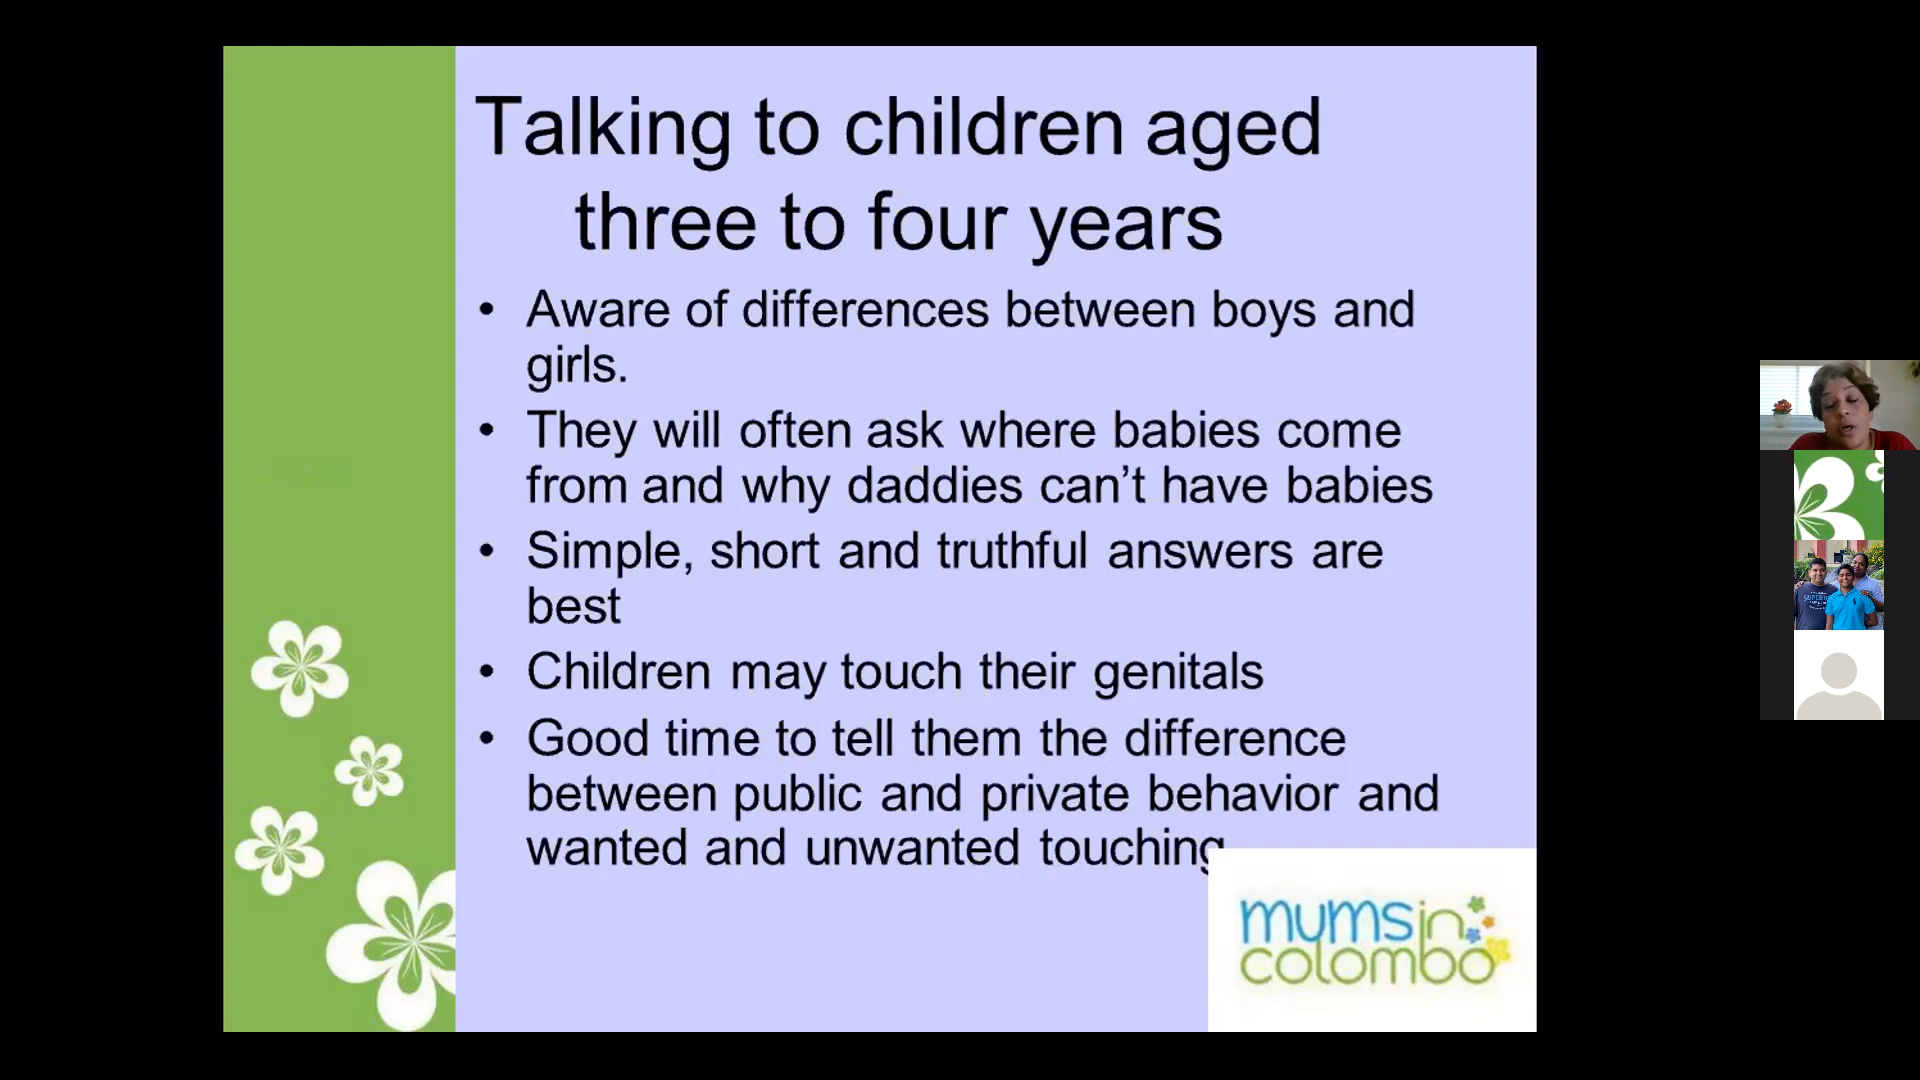 Talking to children aged
three to four years
• Aware of differences between boys and
girls.
• They will often ask where babies come
from and why daddies can’t have babies
• Simple, short and truthful answers are
best
• Children may touch their genitals
• Good time to tell them the difference
between public and private behavior and
wanted and unwanted touching
mumsin
colombo